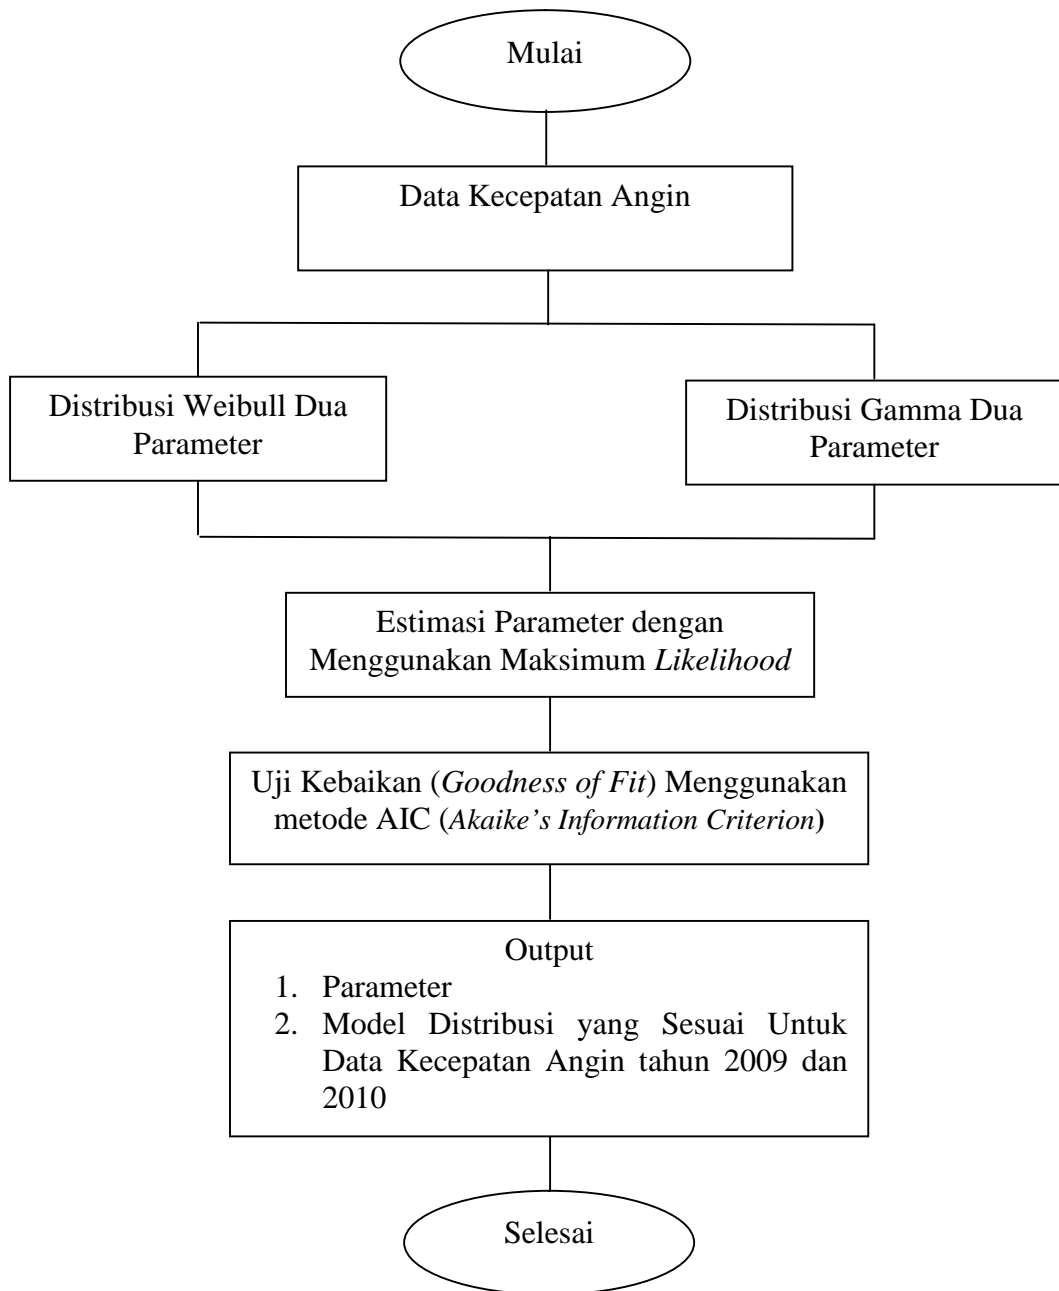 Mulai
Data Kecepatan Angin
Distribusi Weibull Dua
Parameter
Distribusi Gamma Dua
Parameter
Estimasi Parameter dengan
Menggunakan Maksimum Likelihood
Uji Kebaikan (Goodness of Fit) Menggunakan
metode AIC (Akaike's Information Criterion)
Output
1. Parameter
2. Model Distribusi yang Sesuai Untuk
Data Kecepatan Angin tahun 2009 dan
2010
Selesai